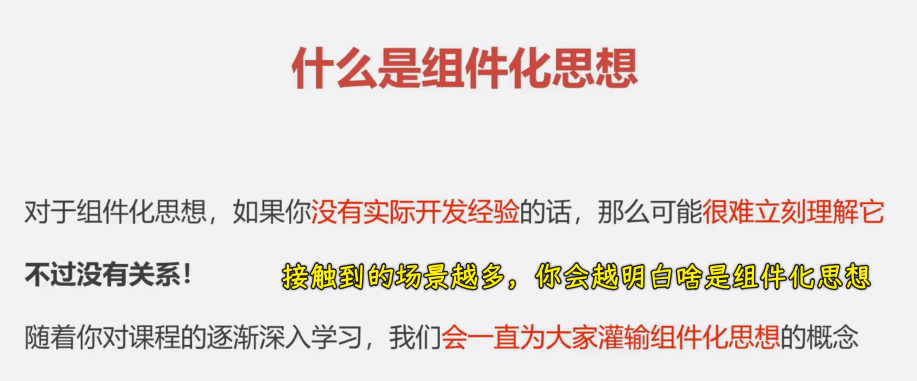 什么是组件化思想
对于组件化思想，如果你没有实际开发经验的话，那么可能很难立刻理解它
不过没有关系！
接触到的场景越多，你会越明白啥是组件化思想
随着你对课程的逐渐深入学习，我们会一直为大家灌输组件化思想的概念